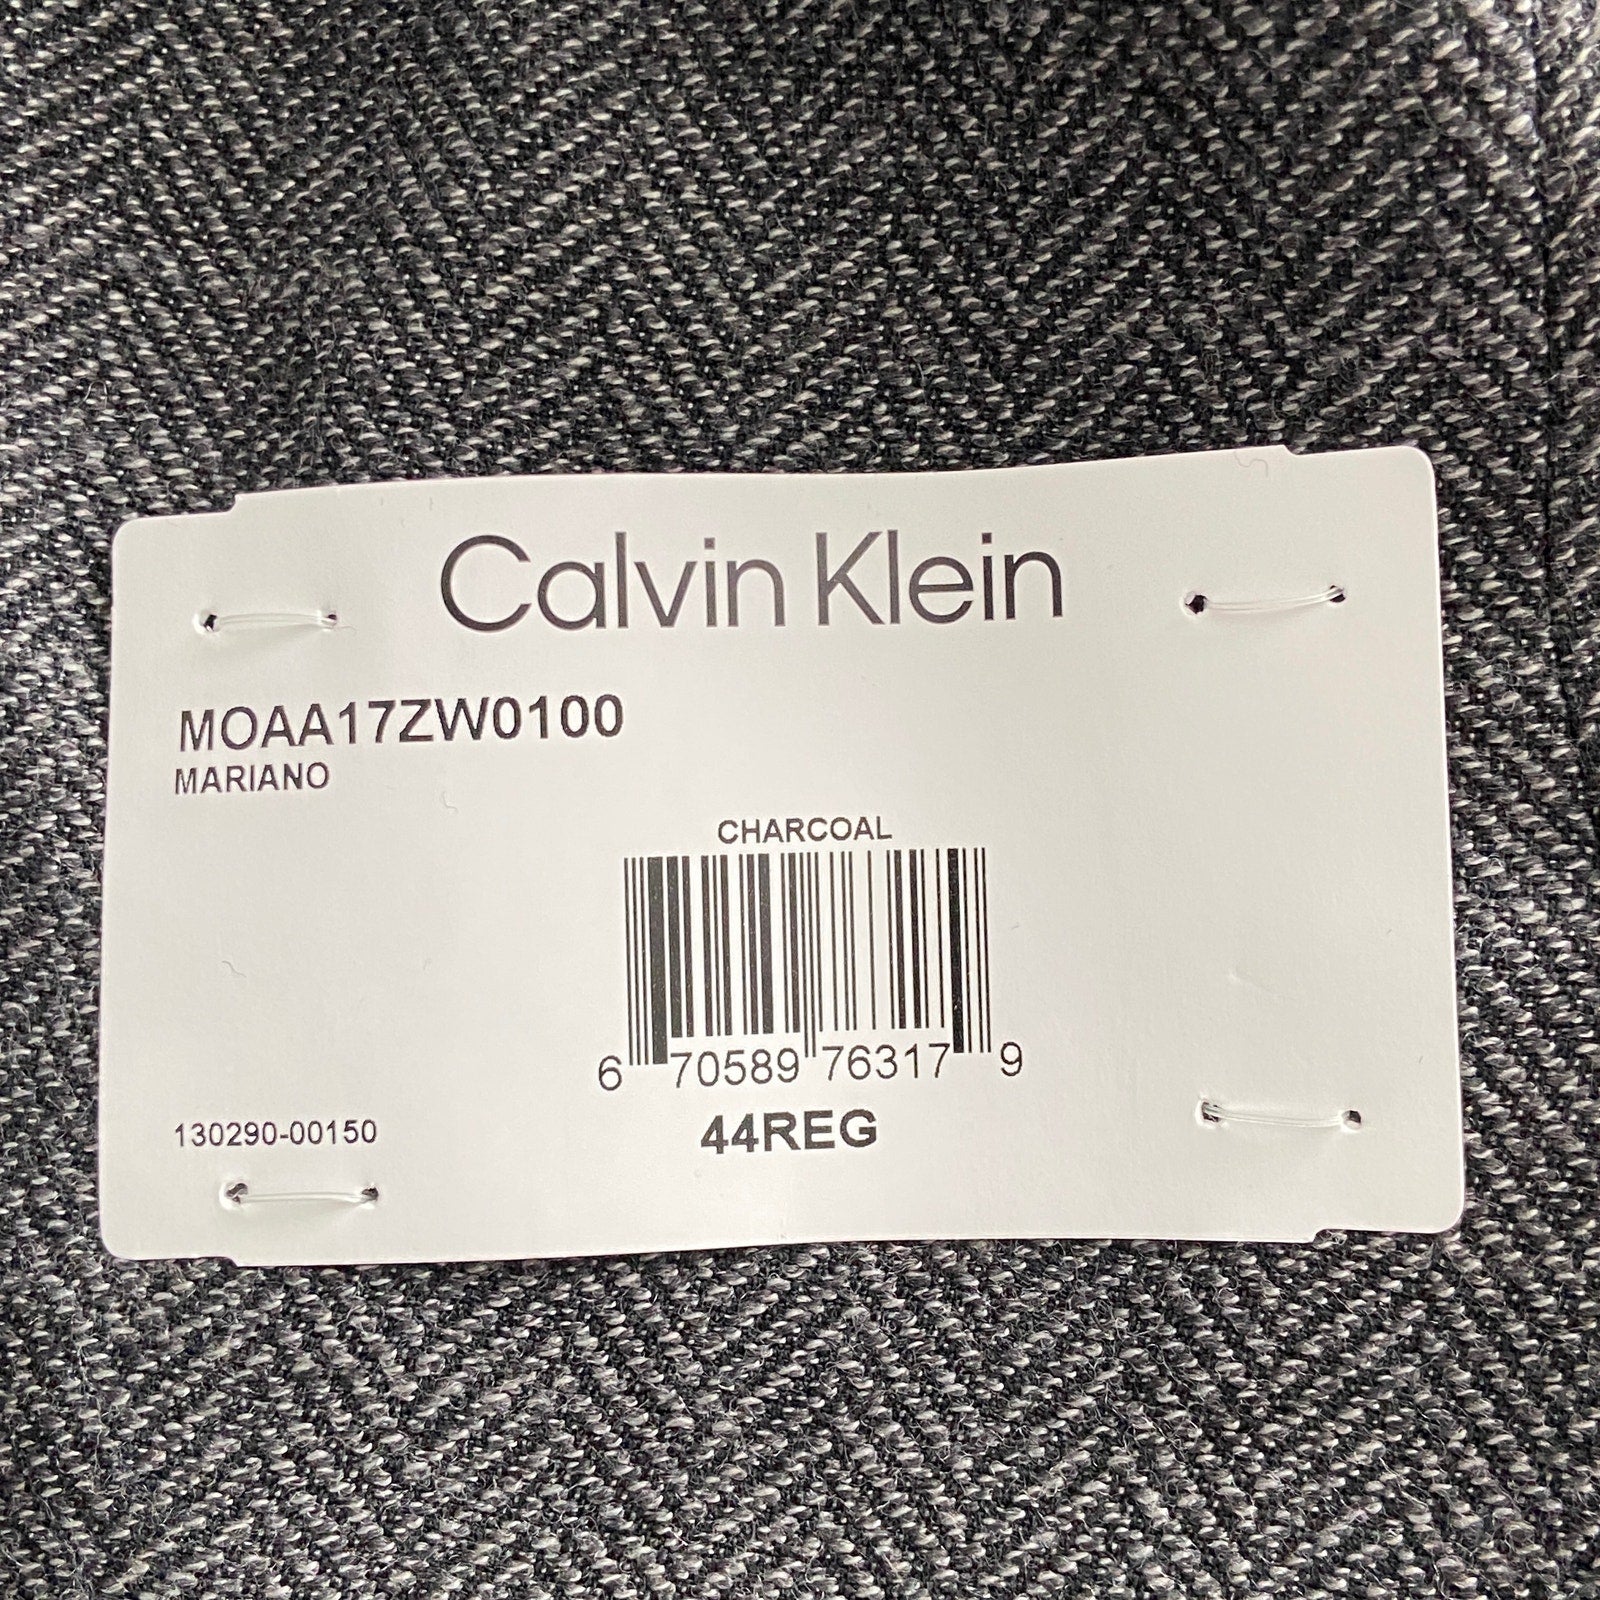 Calvin Klein
MOAA17ZW0100
MARIANO
CHARCOAL
6 70589 76317 9
130290-00150
44REG